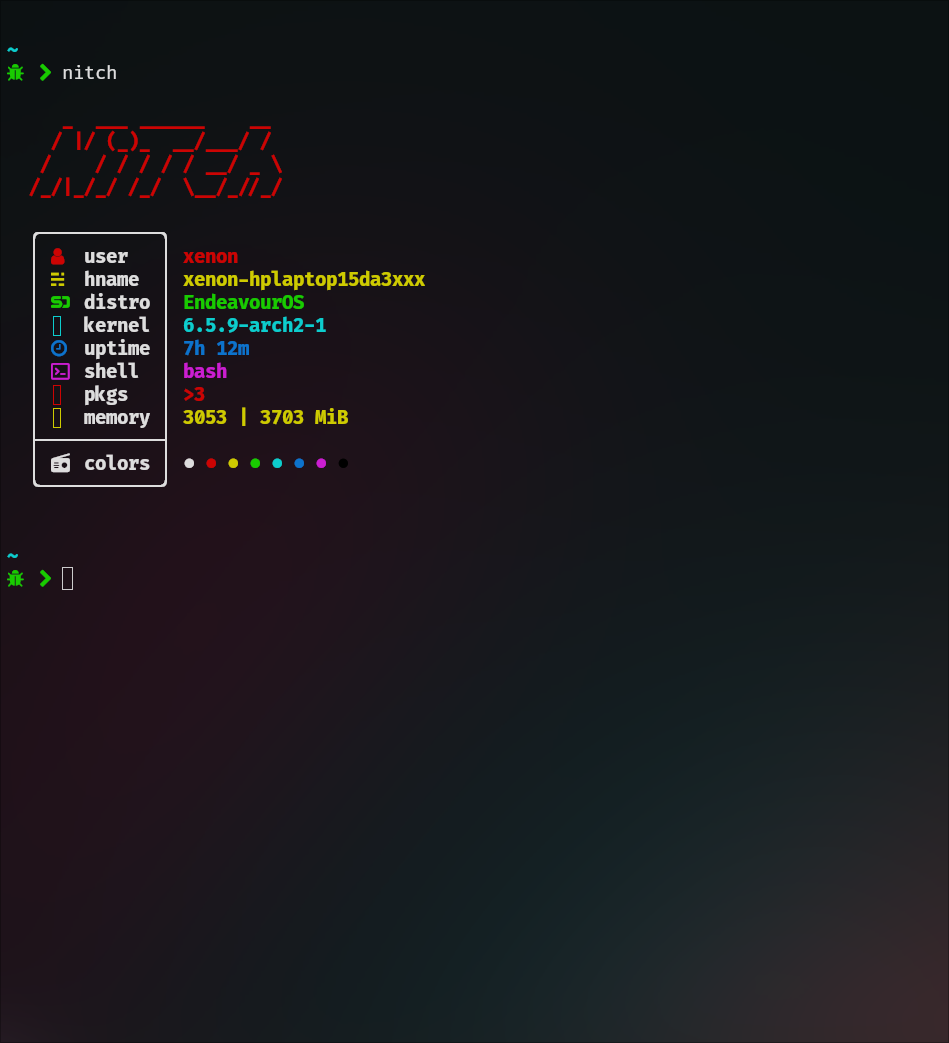 ~
❯ nitch
NiTch
user xenon
hname xenon-hplaptop15da3xxx
distro EndeavourOS
kernel 6.5.9-arch2-1
uptime 7h 12m
shell bash
pkgs >3
memory 3053 | 3703 MiB
colors
~
❯